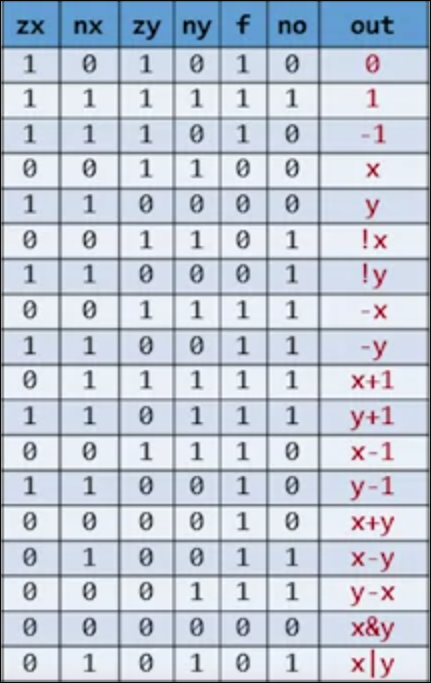 zx nx zy ny f no out
1 0 1 0 1 0 0
1 1 1 1 1 1 1
1 1 1 0 1 0 -1
0 0 1 1 0 0 x
1 1 0 0 0 0 y
0 0 1 1 0 1 !x
1 1 0 0 0 1 !y
0 0 1 1 1 1 -x
1 1 0 0 1 1 -y
0 1 1 1 1 1 x+1
1 1 0 1 1 1 y+1
0 0 1 1 1 0 x-1
1 1 0 0 1 0 y-1
0 0 0 0 1 0 x+y
0 1 0 0 1 1 x-y
0 0 0 1 1 1 y-x
0 0 0 0 0 0 x&y
0 1 0 1 0 1 x|y